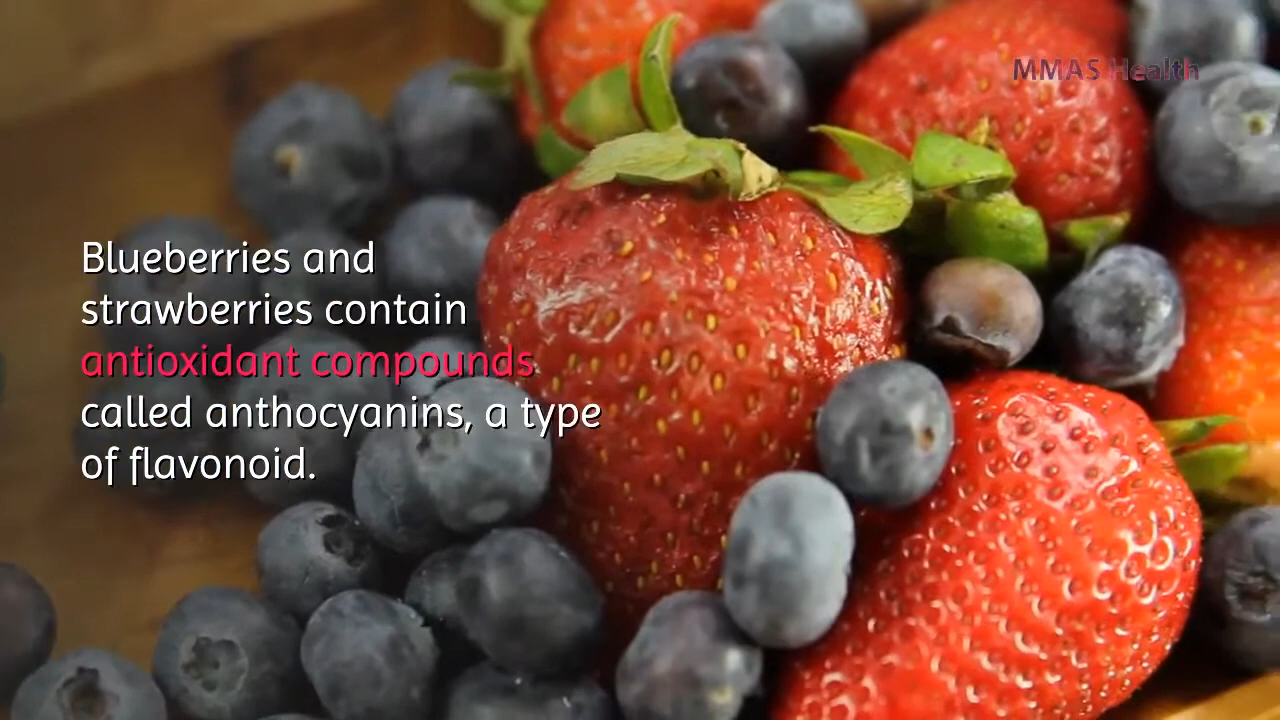 MMAS Health
Blueberries and
strawberries contain
antioxidant compounds
called anthocyanins, a type
of flavonoid.